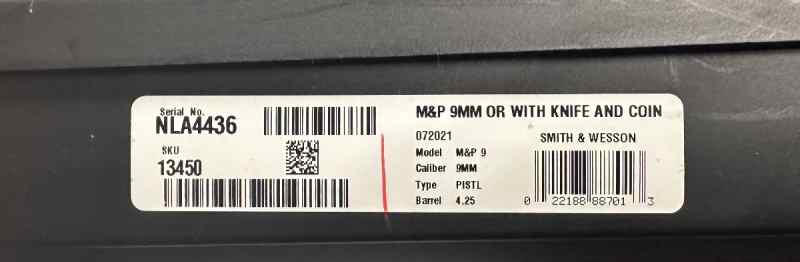 Serial No.
NLA4436
SKU
13450
M&P 9MM OR WITH KNIFE AND COIN
072021
SMITH & WESSON
Model M&P 9
Caliber 9MM
Type PISTL
Barrel 4.25
0 22188 88701 3